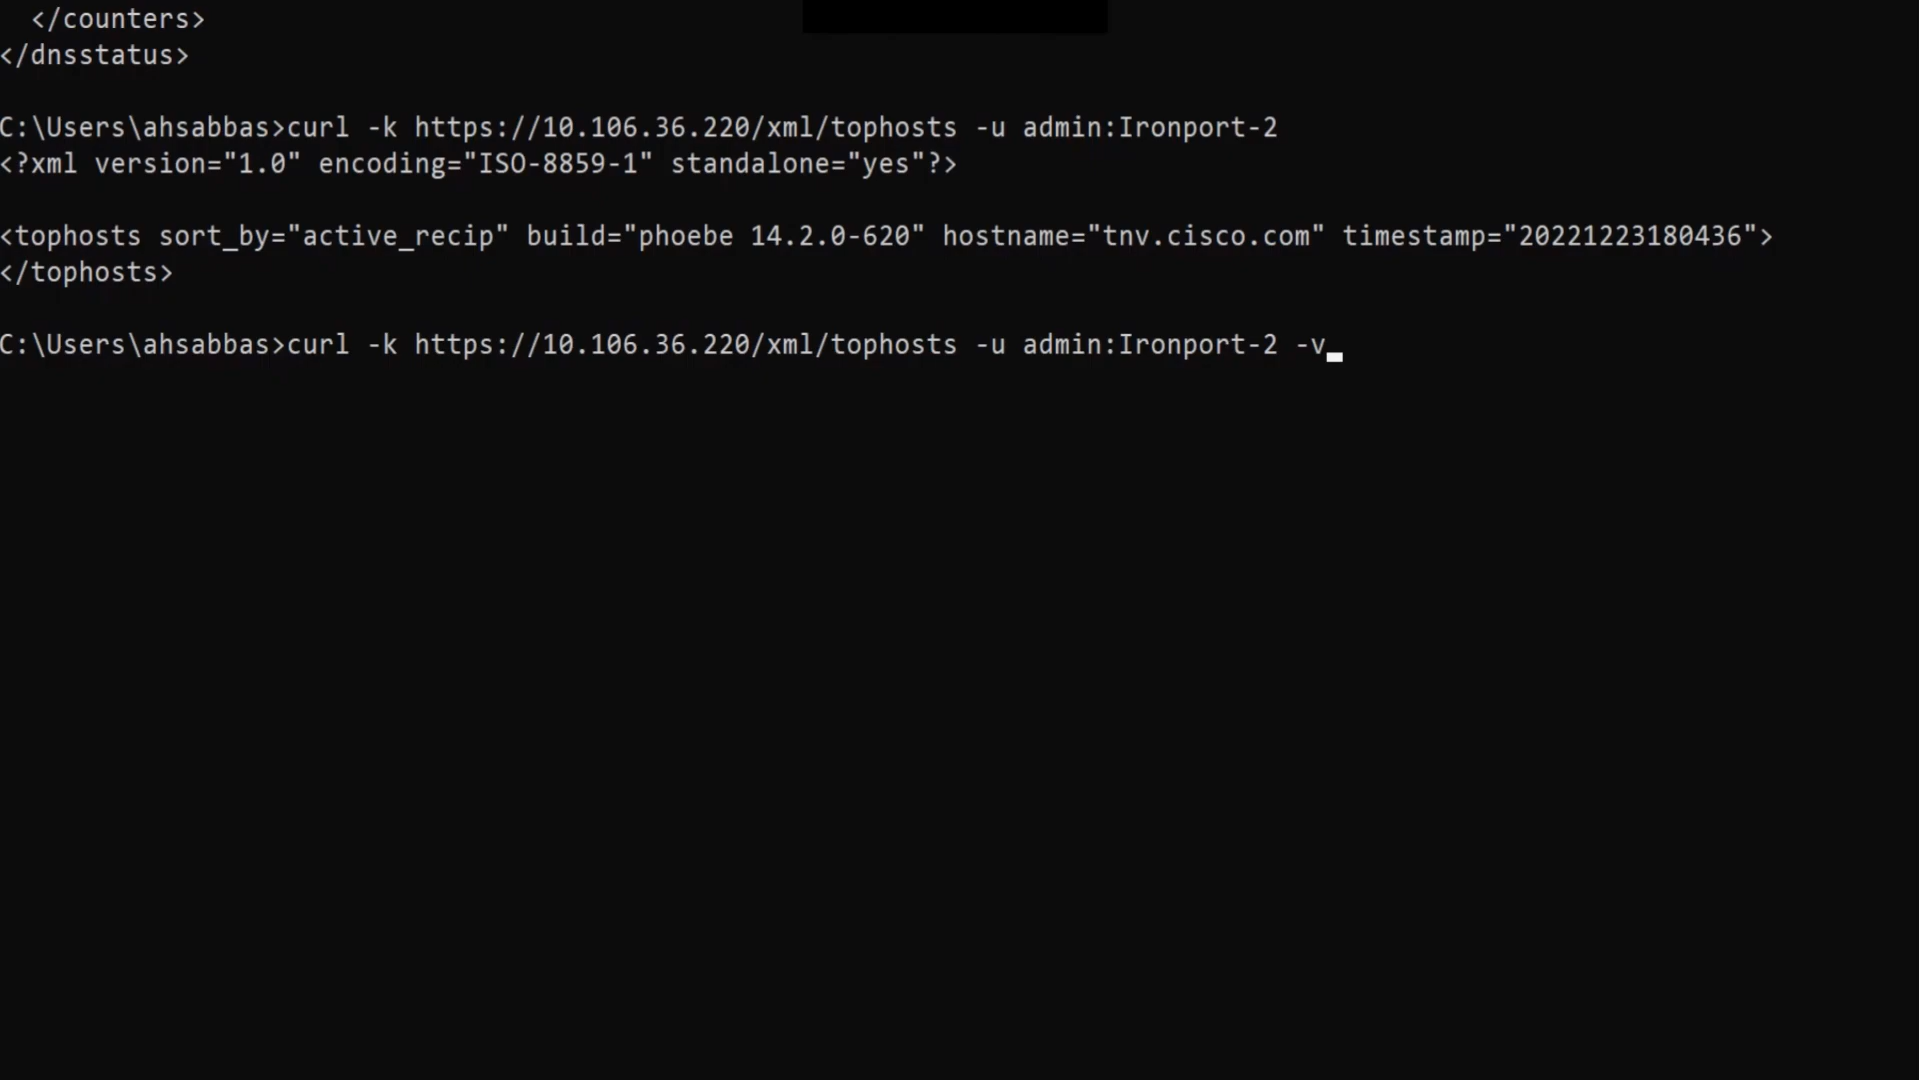 </counters>
</dnsstatus>
C:\Users\ahsabbas>curl -k https://10.106.36.220/xml/tophosts -u admin:Ironport-2
<?xml version="1.0" encoding="ISO-8859-1" standalone="yes"?>
<tophosts sort_by="active_recip" build="phoebe 14.2.0-620" hostname="tnv.cisco.com" timestamp="20221223180436">
</tophosts>
C:\Users\ahsabbas>curl -k https://10.106.36.220/xml/tophosts -u admin:Ironport-2 -v